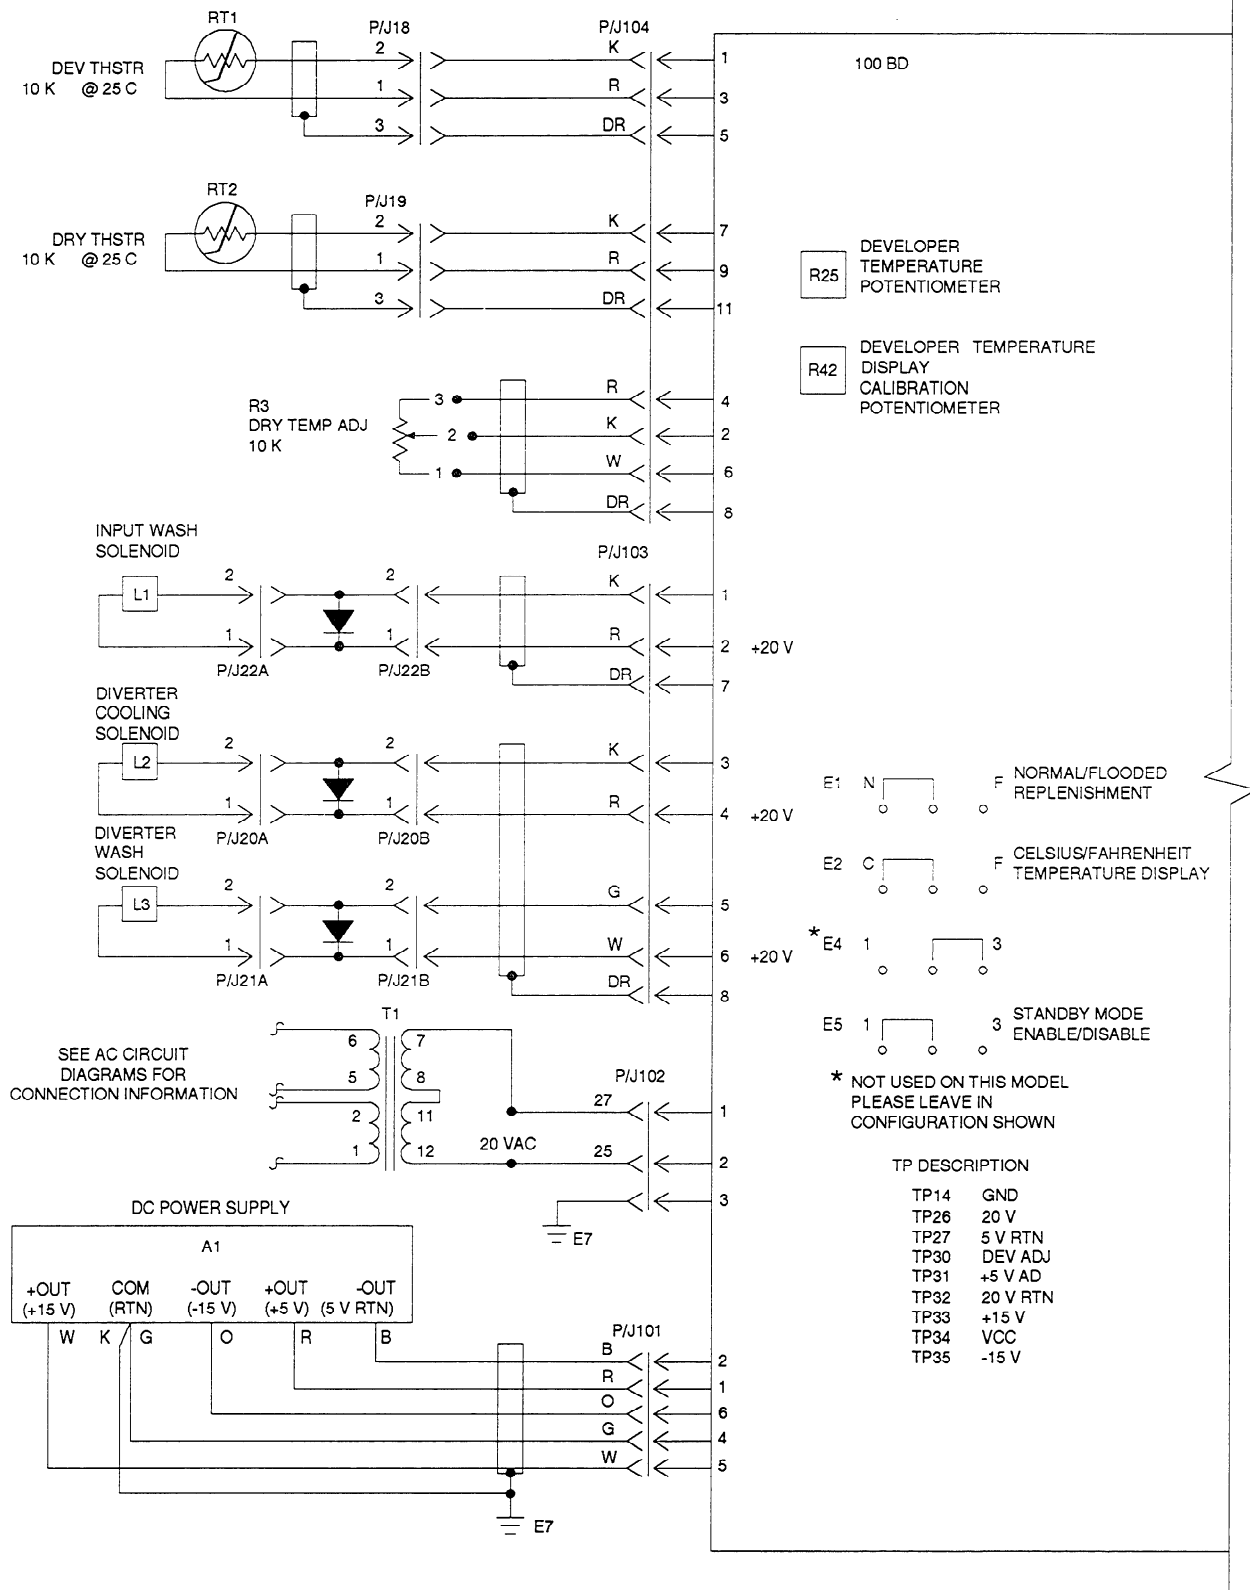 RT1
P/J18
P/J104
DEV THSTR
10 K @ 25 C
2
K
1
1
R
3
3
DR
5
100 BD
RT2
P/J19
DRY THSTR
10 K @ 25 C
2
K
7
1
R
9
3
DR
11
R25
DEVELOPER
TEMPERATURE
POTENTIOMETER
R42
DEVELOPER TEMPERATURE
DISPLAY
CALIBRATION
POTENTIOMETER
R3
DRY TEMP ADJ
10 K
3
R
4
2
K
2
1
W
6
DR
8
INPUT WASH
SOLENOID
P/J103
L1
2
2
K
1
1
1
R
2
+20 V
P/J22A
P/J22B
DR
7
DIVERTER
COOLING
SOLENOID
L2
2
2
K
3
1
1
R
4
+20 V
P/J20A
P/J20B
DIVERTER
WASH
SOLENOID
L3
2
2
G
5
1
1
W
6
+20 V
P/J21A
P/J21B
DR
8
E1 N F NORMAL/FLOODED
REPLENISHMENT
E2 C F CELSIUS/FAHRENHEIT
TEMPERATURE DISPLAY
* E4 1 3
E5 1 3 STANDBY MODE
ENABLE/DISABLE
* NOT USED ON THIS MODEL
PLEASE LEAVE IN
CONFIGURATION SHOWN
T1
SEE AC CIRCUIT
DIAGRAMS FOR
CONNECTION INFORMATION
6
7
5
8
2
11
1
12
20 VAC
P/J102
27
1
25
2
3
E7
TP DESCRIPTION
TP14 GND
TP26 20 V
TP27 5 V RTN
TP30 DEV ADJ
TP31 +5 V AD
TP32 20 V RTN
TP33 +15 V
TP34 VCC
TP35 -15 V
DC POWER SUPPLY
A1
+OUT COM -OUT +OUT -OUT
(+15 V) (RTN) (-15 V) (+5 V) (5 V RTN)
W K G O R B
P/J101
B
2
R
1
O
6
G
4
W
5
E7